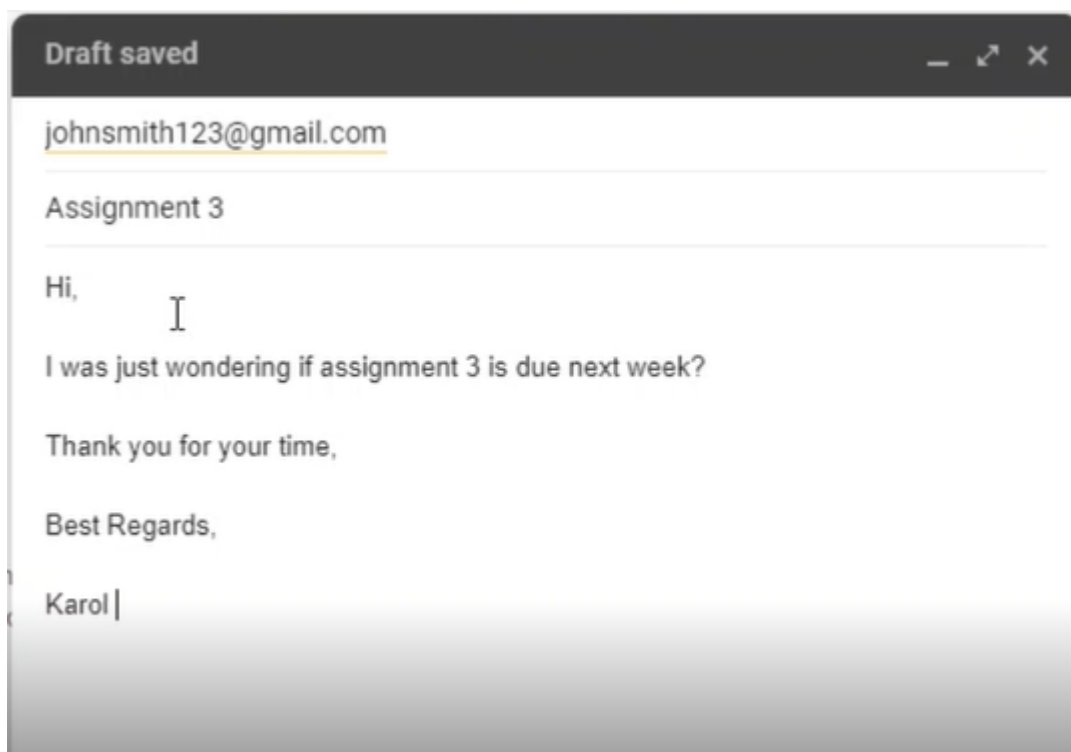 Draft saved
johnsmith123@gmail.com
Assignment 3
Hi,
I was just wondering if assignment 3 is due next week?
Thank you for your time,
Best Regards,
Karol